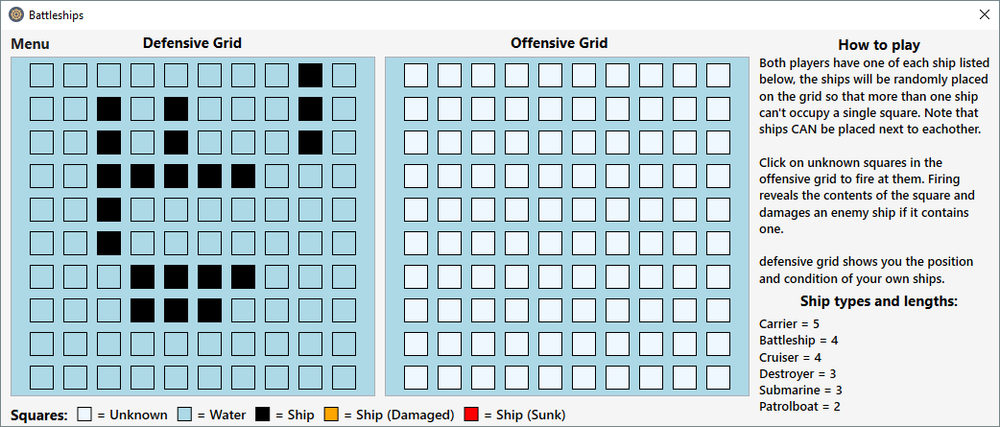 Battleships
Menu
Defensive Grid
Offensive Grid
How to play
Both players have one of each ship listed
below, the ships will be randomly placed
on the grid so that more than one ship
can't occupy a single square. Note that
ships CAN be placed next to eachother.
Click on unknown squares in the
offensive grid to fire at them. Firing
reveals the contents of the square and
damages an enemy ship if it contains
one.
defensive grid shows you the position
and condition of your own ships.
Ship types and lengths:
Carrier = 5
Battleship = 4
Cruiser = 4
Destroyer = 3
Submarine = 3
Patrolboat = 2
Squares: = Unknown = Water = Ship = Ship (Damaged) = Ship (Sunk)